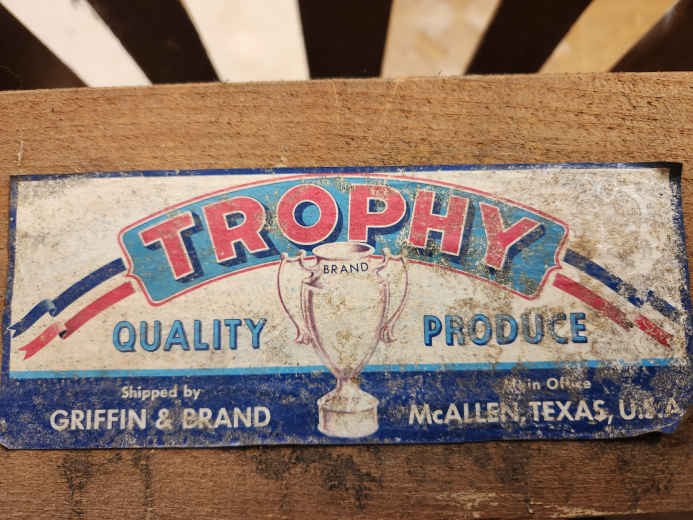 TROPHY
BRAND
QUALITY PRODUCE
Shipped by
GRIFFIN & BRAND
Main Office
McALLEN, TEXAS, U.S.A.